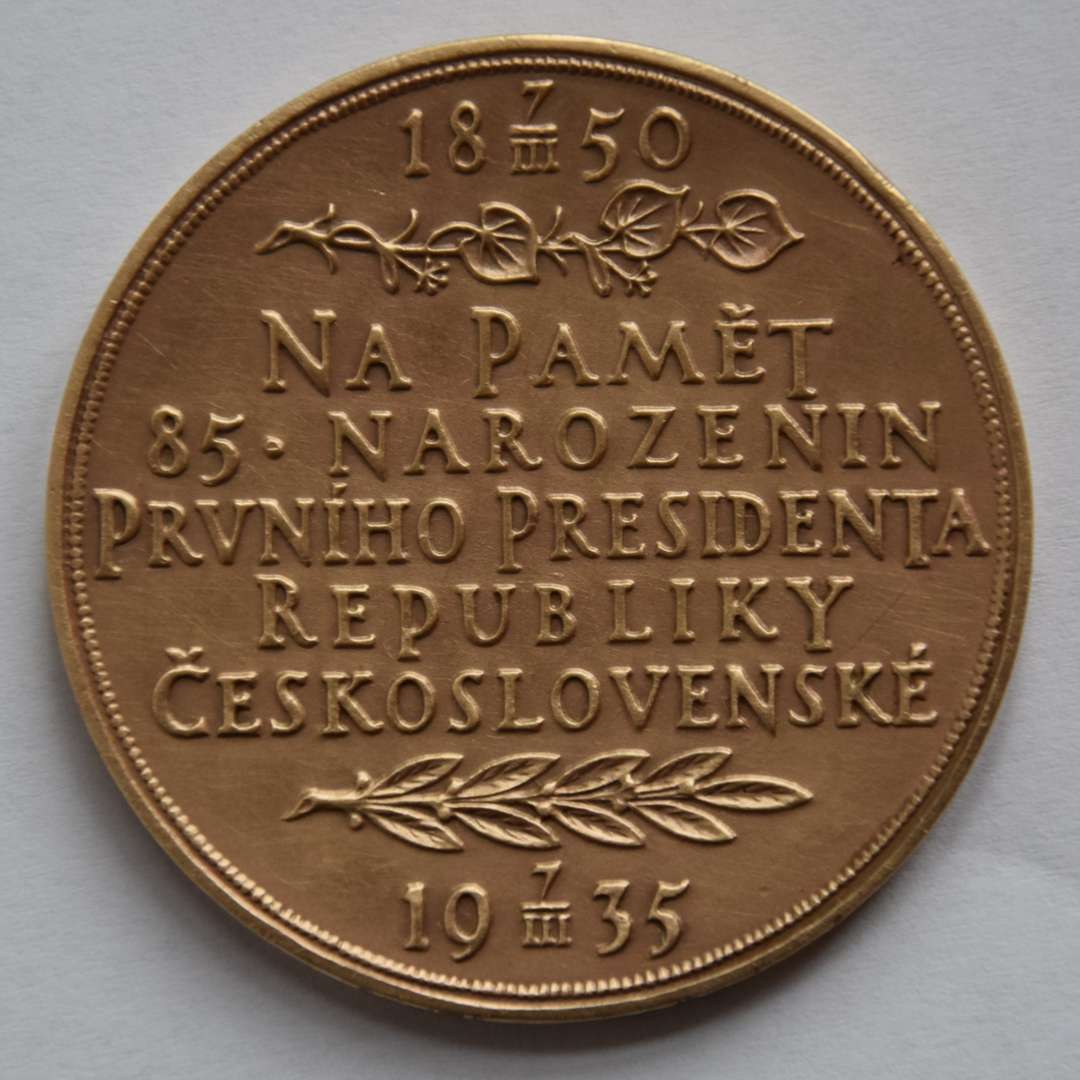 18 7/III 50
NA PAMĚT
85· NAROZENIN
PRVNÍHO PRESIDENTA
REPUBLIKY
ČESKOSLOVENSKÉ
19 7/III 35